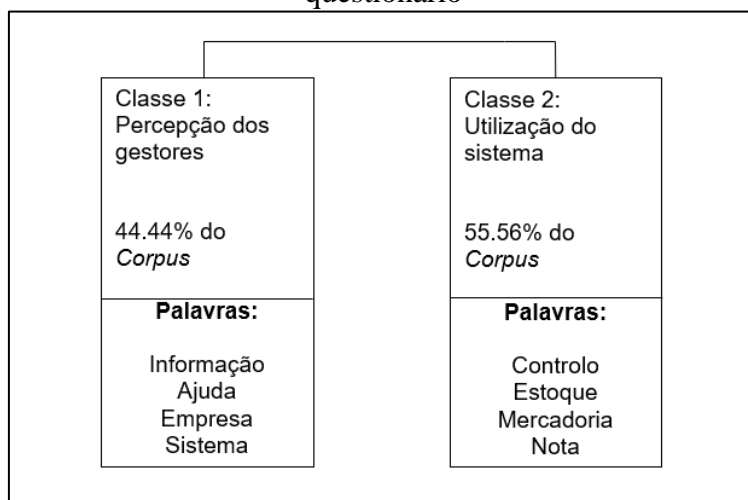 questionário
Classe 1:
Percepção dos
gestores
44.44% do
Corpus
Palavras:
Informação
Ajuda
Empresa
Sistema
Classe 2:
Utilização do
sistema
55.56% do
Corpus
Palavras:
Controlo
Estoque
Mercadoria
Nota